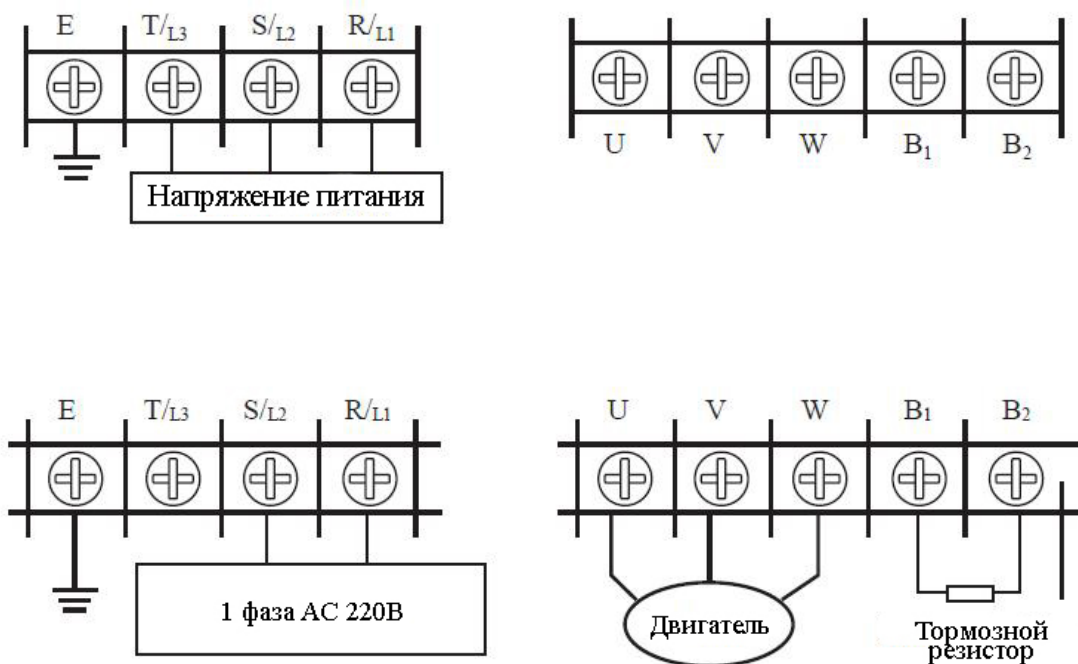 E T/L3 S/L2 R/L1
Напряжение питания
U V W B1 B2
E T/L3 S/L2 R/L1
1 фаза АС 220В
U V W B1 B2
Двигатель
Тормозной
резистор